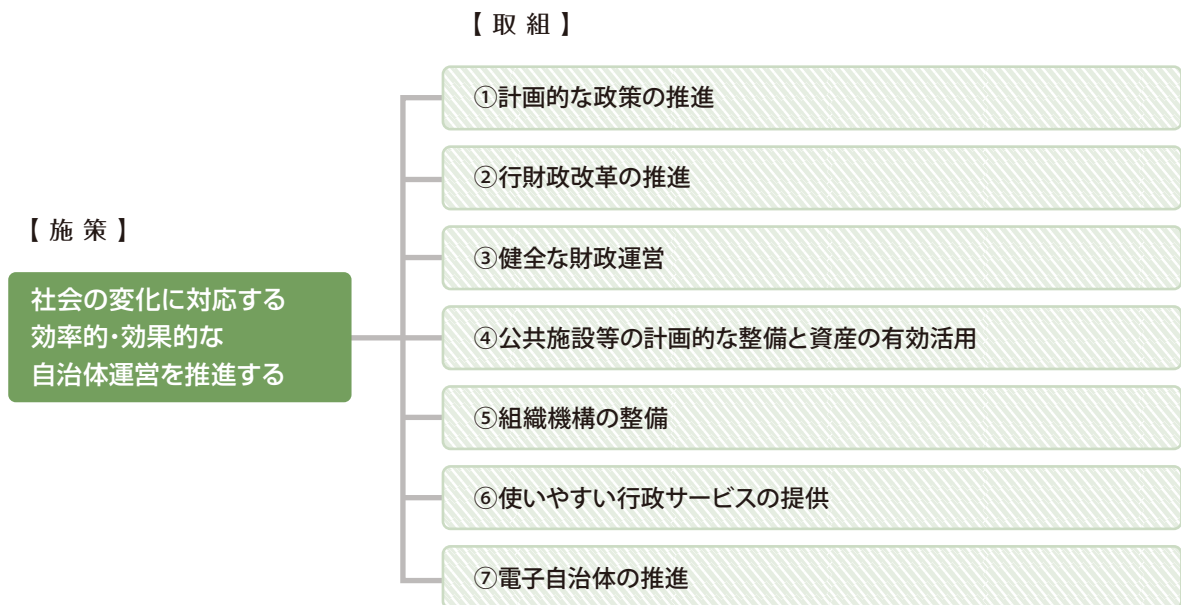 【 取 組 】
①計画的な政策の推進
②行財政改革の推進
③健全な財政運営
④公共施設等の計画的な整備と資産の有効活用
⑤組織機構の整備
⑥使いやすい行政サービスの提供
⑦電子自治体の推進
【 施 策 】
社会の変化に対応する
効率的・効果的な
自治体運営を推進する